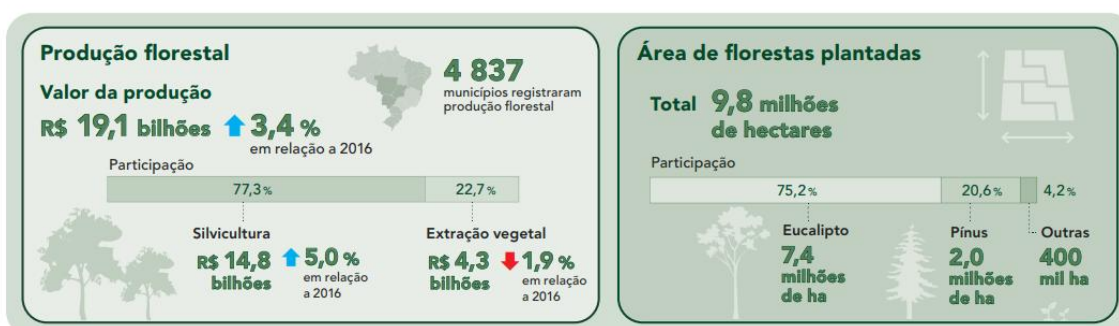 Produção florestal
Valor da produção
R$ 19,1 bilhões 3,4 %
em relação a 2016
4 837
municípios registraram
produção florestal
Participação
77,3% 22,7%
Silvicultura
R$ 14,8
bilhões
5,0 %
em relação
a 2016
Extração vegetal
R$ 4,3
bilhões
1,9 %
em relação
a 2016
Área de florestas plantadas
Total 9,8 milhões
de hectares
Participação
75,2% 20,6% 4,2%
Eucalipto
7,4
milhões
de ha
Pínus
2,0
milhões
de ha
Outras
400
mil ha